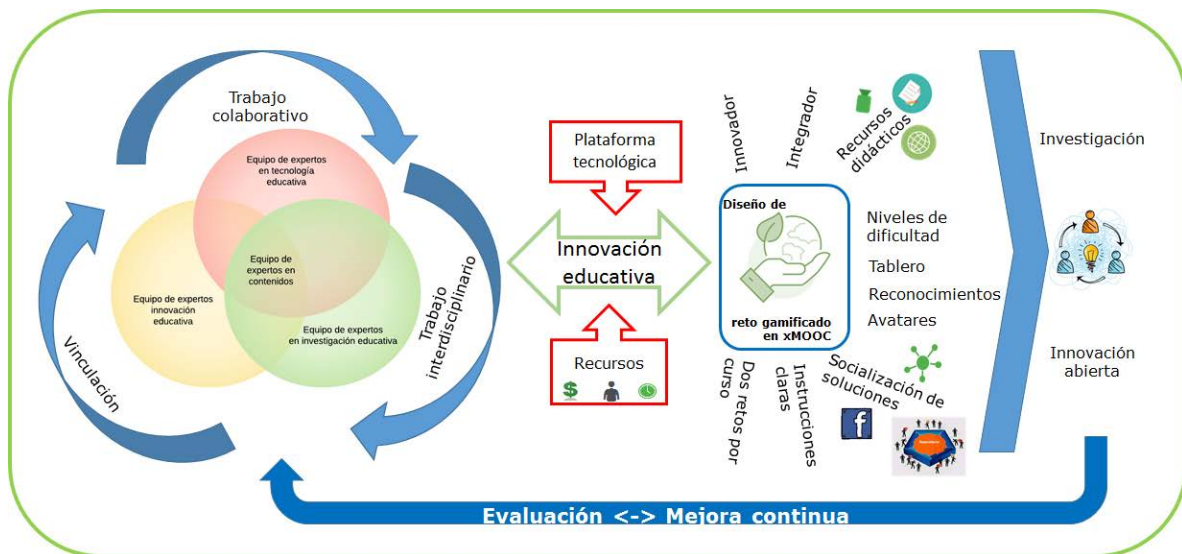 Trabajo
colaborativo
Equipo de expertos
en tecnología
educativa
Equipo de
expertos en
contenidos
Equipo de expertos
innovación
educativa
Equipo de expertos
en investigación educativa
Vinculación
Trabajo
interdisciplinario
Plataforma
tecnológica
Innovación
educativa
Recursos
$
Innovador
Integrador
Recursos
didácticos
Diseño de
reto gamificado
en xMOOC
Niveles de
dificultad
Tablero
Reconocimientos
Avatares
Dos retos por
curso
Instrucciones
claras
Socialización de
soluciones
f
Investigación
Innovación
abierta
Evaluación <-> Mejora continua